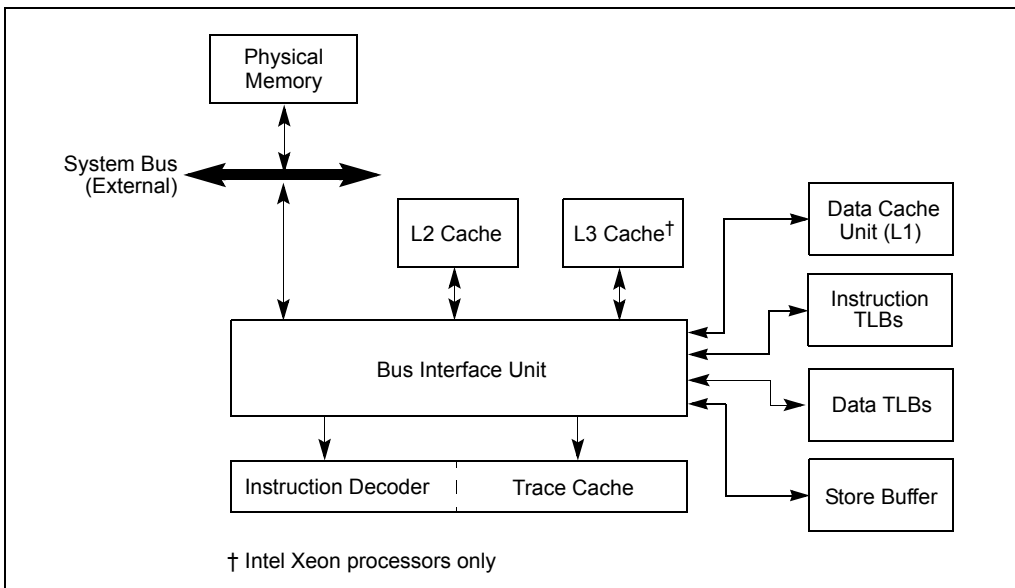 Physical
Memory
System Bus
(External)
L2 Cache
L3 Cache†
Data Cache
Unit (L1)
Instruction
TLBs
Bus Interface Unit
Data TLBs
Instruction Decoder
Trace Cache
Store Buffer
† Intel Xeon processors only